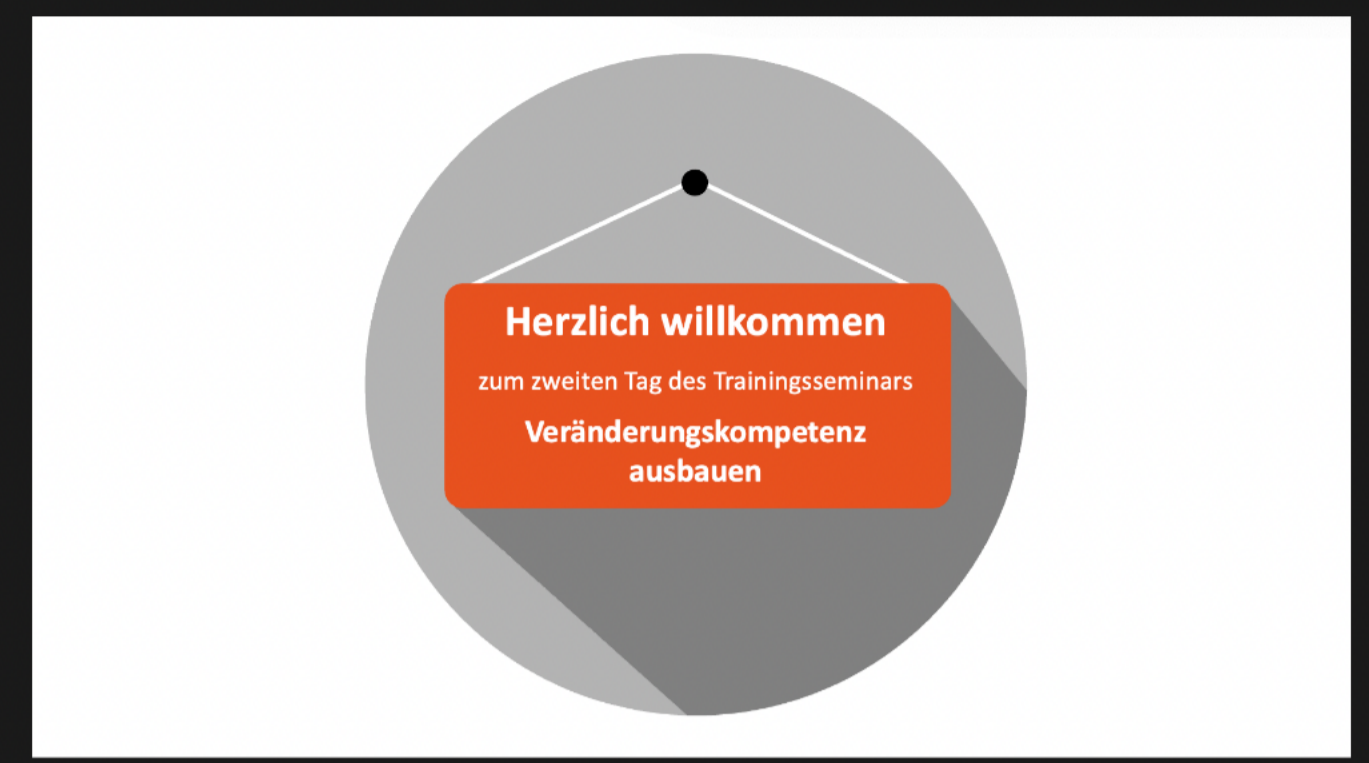 Herzlich willkommen
zum zweiten Tag des Trainingsseminars
Veränderungskompetenz
ausbauen